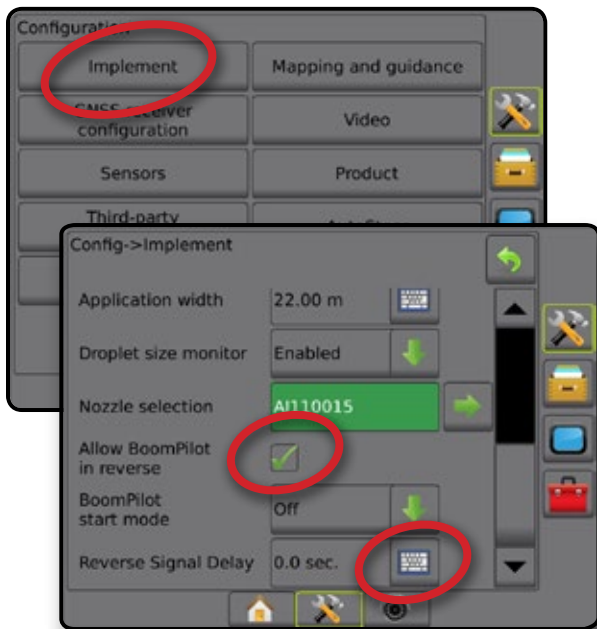 Configuration
Implement
Mapping and guidance
GNSS receiver
configuration
Video
Sensors
Product
Third-party
Config->Implement
Application width
22.00 m
Droplet size monitor
Enabled
Nozzle selection
AI110015
Allow BoomPilot
in reverse
BoomPilot
start mode
Off
Reverse Signal Delay
0.0 sec.